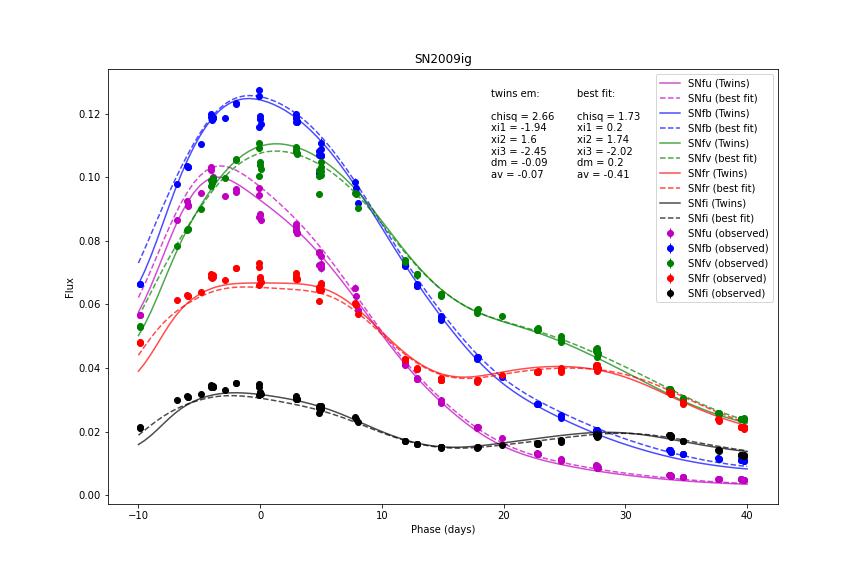 SN2009ig
twins em:
chisq = 2.66
xi1 = -1.94
xi2 = 1.6
xi3 = -2.45
dm = -0.09
av = -0.07
best fit:
chisq = 1.73
xi1 = 0.2
xi2 = 1.74
xi3 = -2.02
dm = 0.2
av = -0.41
SNfu (Twins)
SNfu (best fit)
SNfb (Twins)
SNfb (best fit)
SNfv (Twins)
SNfv (best fit)
SNfr (Twins)
SNfr (best fit)
SNfi (Twins)
SNfi (best fit)
SNfu (observed)
SNfb (observed)
SNfv (observed)
SNfr (observed)
SNfi (observed)
Flux
0.12
0.10
0.08
0.06
0.04
0.02
0.00
−10
0
10
20
30
40
Phase (days)